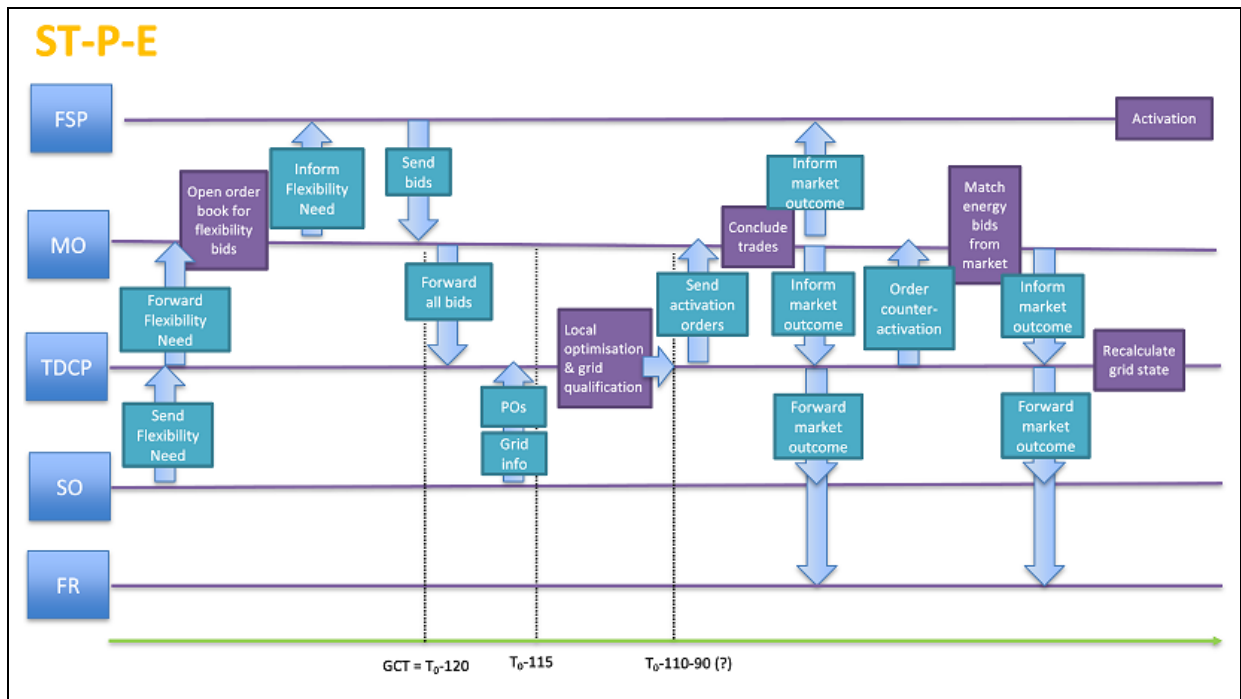 ST-P-E
FSP
Activation
Inform
Flexibility
Need
Send
bids
Inform
market
outcome
Open order
book for
flexibility
bids
Match
energy
bids
from
market
Conclude
trades
MO
Forward
Flexibility
Need
Forward
all bids
Send
activation
orders
Inform
market
outcome
Order
counter-
activation
Inform
market
outcome
Local
optimisation
& grid
qualification
Recalculate
grid state
TDCP
Send
Flexibility
Need
POs
Grid
info
Forward
market
outcome
Forward
market
outcome
SO
FR
GCT = T₀-120
T₀-115
T₀-110-90 (?)